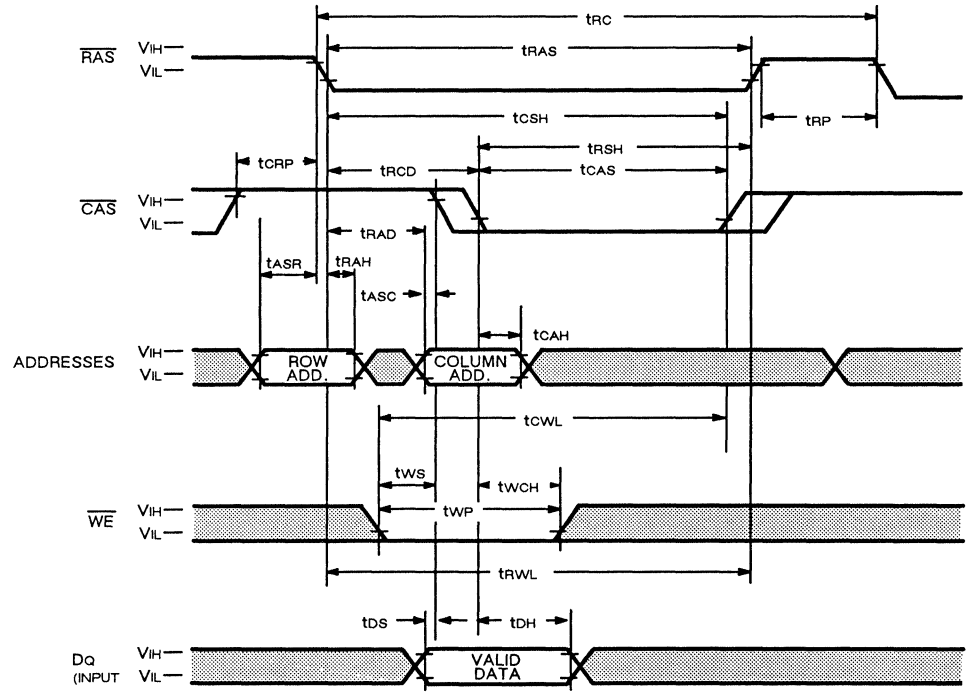 tRC
RAS VIH
VIL
tRAS
tCSH
tRP
tRSH
tCRP
tRCD
tCAS
CAS VIH
VIL
tRAD
tASR
tRAH
tASC
tCAH
ADDRESSES VIH
VIL
ROW
ADD.
COLUMN
ADD.
tCWL
tWS
tWCH
tWP
WE VIH
VIL
tRWL
tDS
tDH
DQ
(INPUT
VIH
VIL
VALID
DATA